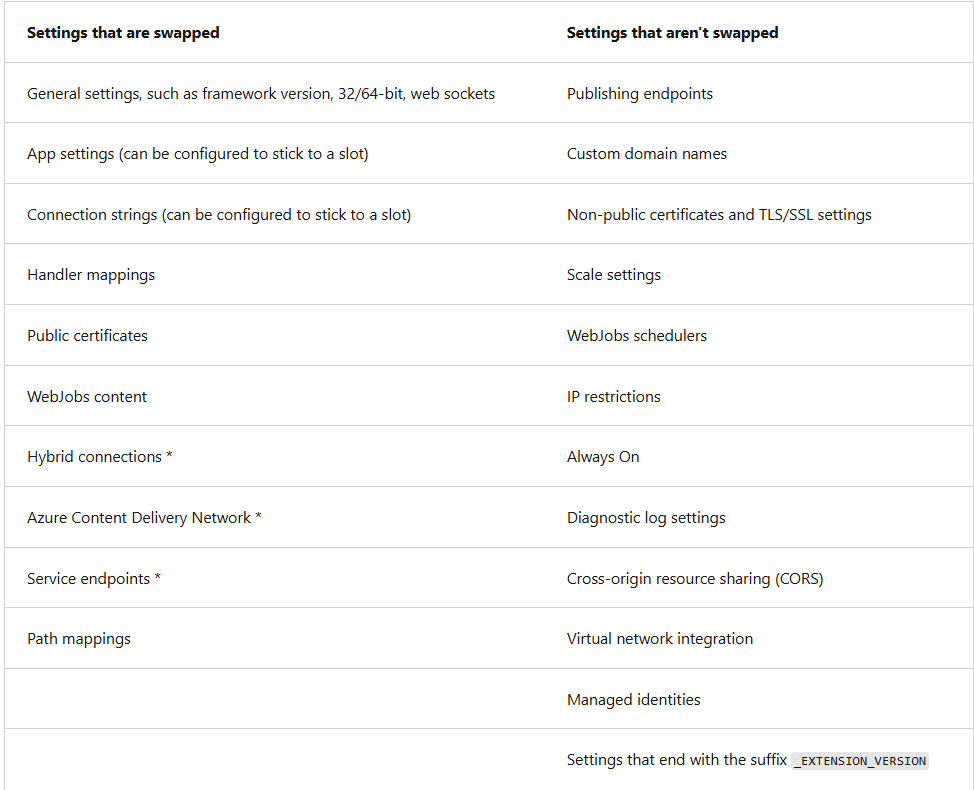 Settings that are swapped Settings that aren't swapped
General settings, such as framework version, 32/64-bit, web sockets Publishing endpoints
App settings (can be configured to stick to a slot) Custom domain names
Connection strings (can be configured to stick to a slot) Non-public certificates and TLS/SSL settings
Handler mappings Scale settings
Public certificates WebJobs schedulers
WebJobs content IP restrictions
Hybrid connections * Always On
Azure Content Delivery Network * Diagnostic log settings
Service endpoints * Cross-origin resource sharing (CORS)
Path mappings Virtual network integration
Managed identities
Settings that end with the suffix _EXTENSION_VERSION